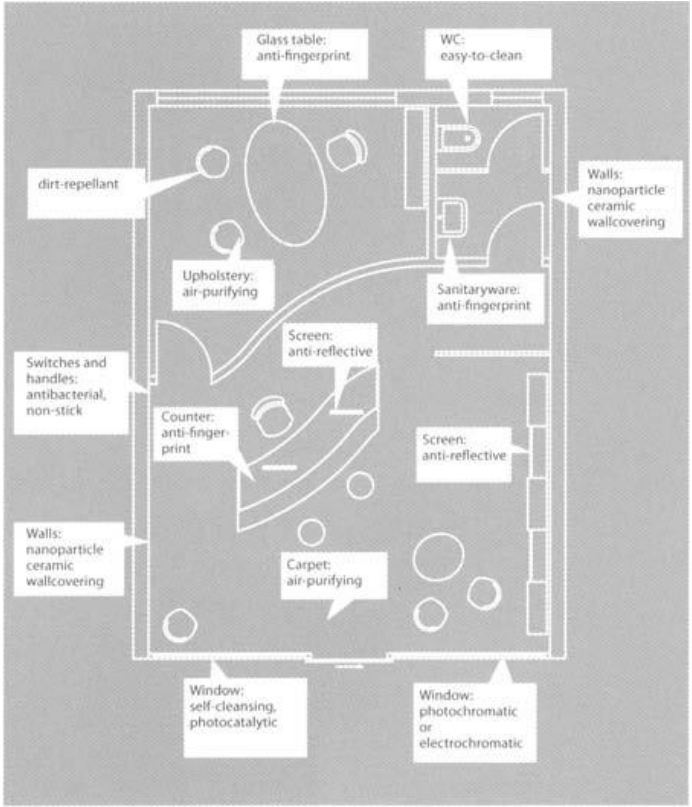 Glass table:
anti-fingerprint
WC:
easy-to-clean
dirt-repellant
Walls:
nanoparticle
ceramic
wallcovering
Upholstery:
air-purifying
Sanitaryware:
anti-fingerprint
Screen:
anti-reflective
Switches and
handles:
antibacterial,
non-stick
Counter:
anti-finger-
print
Screen:
anti-reflective
Walls:
nanoparticle
ceramic
wallcovering
Carpet:
air-purifying
Window:
self-cleansing,
photocatalytic
Window:
photochromatic
or
electrochromatic